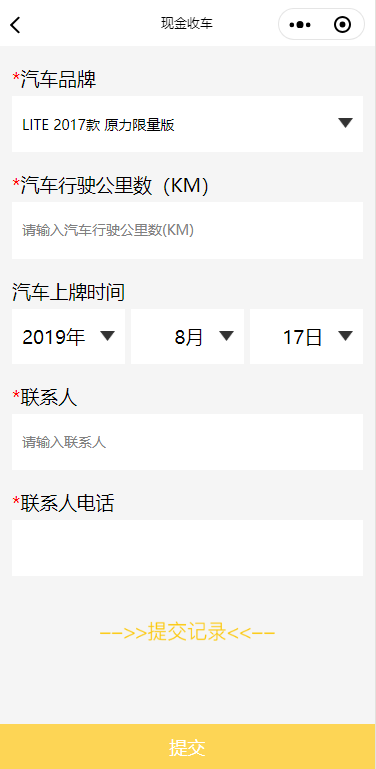 现金收车
*汽车品牌
LITE 2017款 原力限量版
*汽车行驶公里数（KM）
请输入汽车行驶公里数(KM)
汽车上牌时间
2019年 8月 17日
*联系人
请输入联系人
*联系人电话
−−>>提交记录<<−−
提交